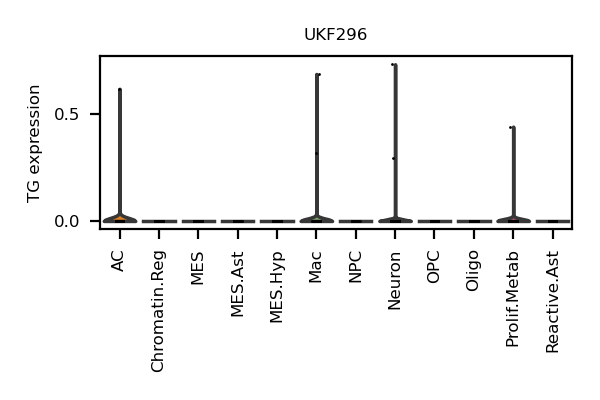 UKF296
TG expression
0.5
0.0
AC
Chromatin.Reg
MES
MES.Ast
MES.Hyp
Mac
NPC
Neuron
OPC
Oligo
Prolif.Metab
Reactive.Ast